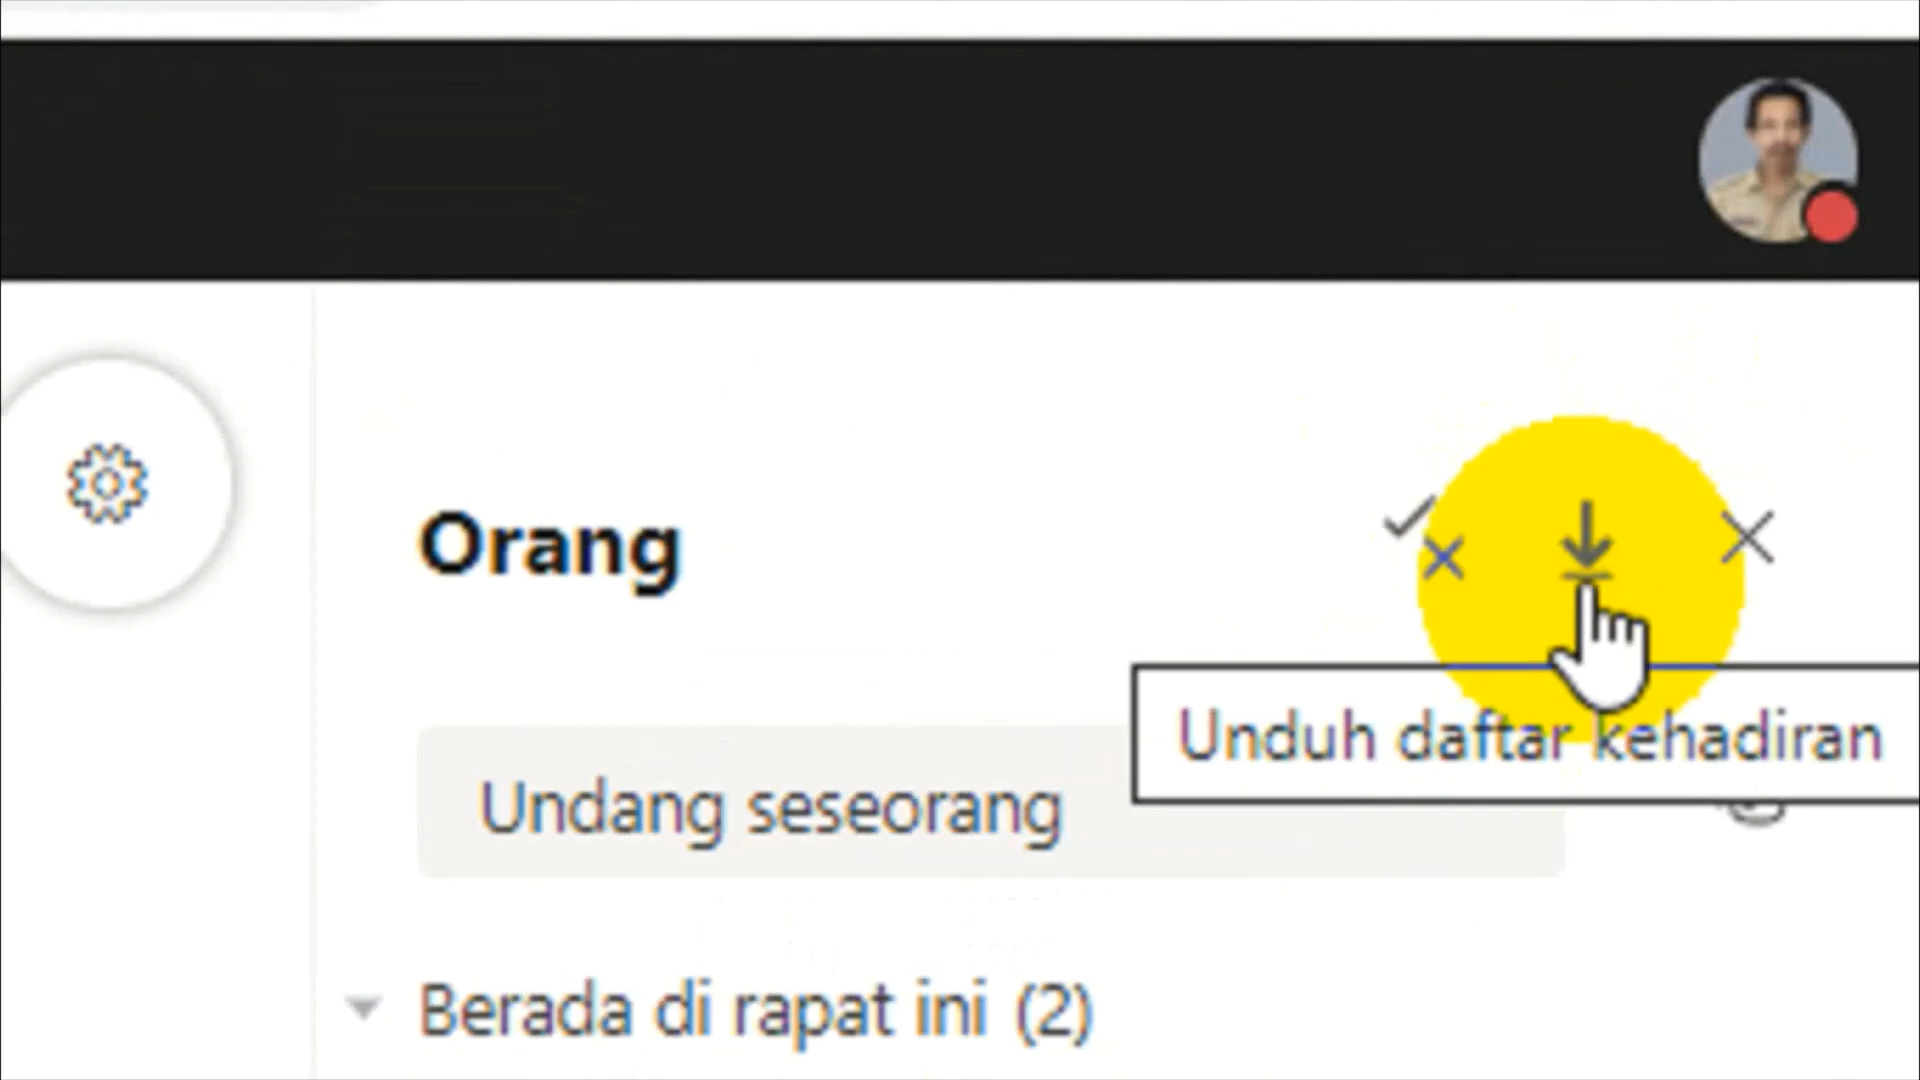 Orang
Unduh daftar kehadiran
Undang seseorang
Berada di rapat ini (2)